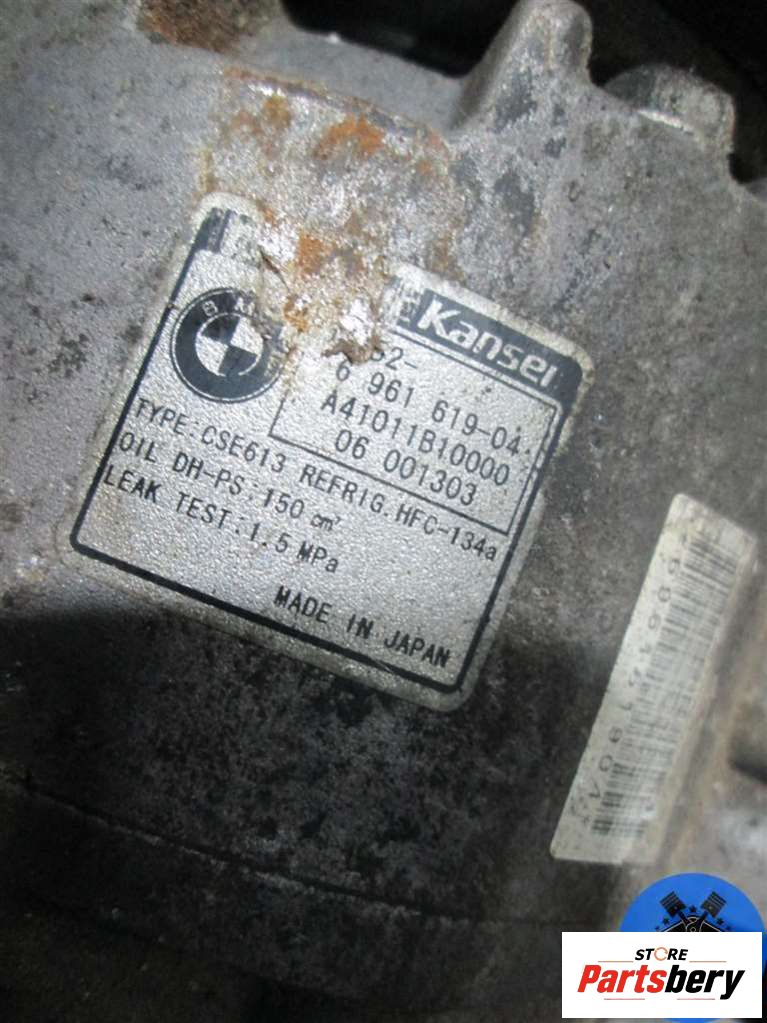 Kansei
52-
6 961 619-04
A41011B10000
06 001303
TYPE:CSE613 REFRIG.HFC-134a
OIL DH-PS:150 cm³
LEAK TEST:1.5 MPa
MADE IN JAPAN
STORE
Partsbery